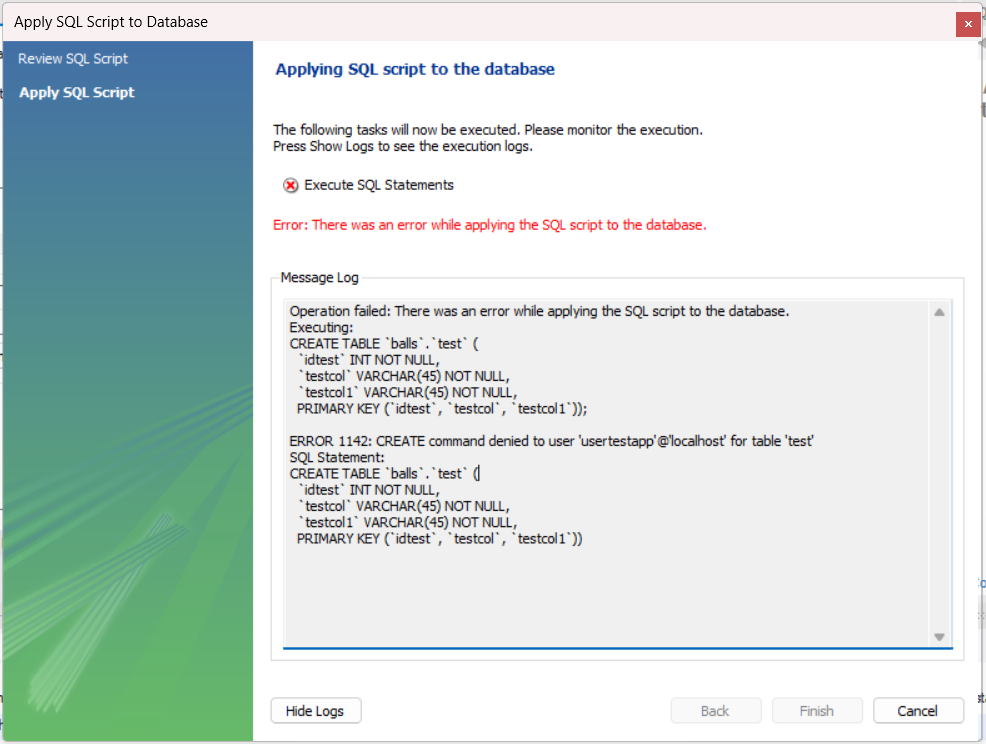 Apply SQL Script to Database
Review SQL Script
Apply SQL Script
Applying SQL script to the database
The following tasks will now be executed. Please monitor the execution.
Press Show Logs to see the execution logs.
Execute SQL Statements
Error: There was an error while applying the SQL script to the database.
Message Log
Operation failed: There was an error while applying the SQL script to the database.
Executing:
CREATE TABLE `balls`.`test` (
`idtest` INT NOT NULL,
`testcol` VARCHAR(45) NOT NULL,
`testcol1` VARCHAR(45) NOT NULL,
PRIMARY KEY (`idtest`, `testcol`, `testcol1`));
ERROR 1142: CREATE command denied to user 'usertestapp'@'localhost' for table 'test'
SQL Statement:
CREATE TABLE `balls`.`test` (
`idtest` INT NOT NULL,
`testcol` VARCHAR(45) NOT NULL,
`testcol1` VARCHAR(45) NOT NULL,
PRIMARY KEY (`idtest`, `testcol`, `testcol1`))
Hide Logs
Back
Finish
Cancel